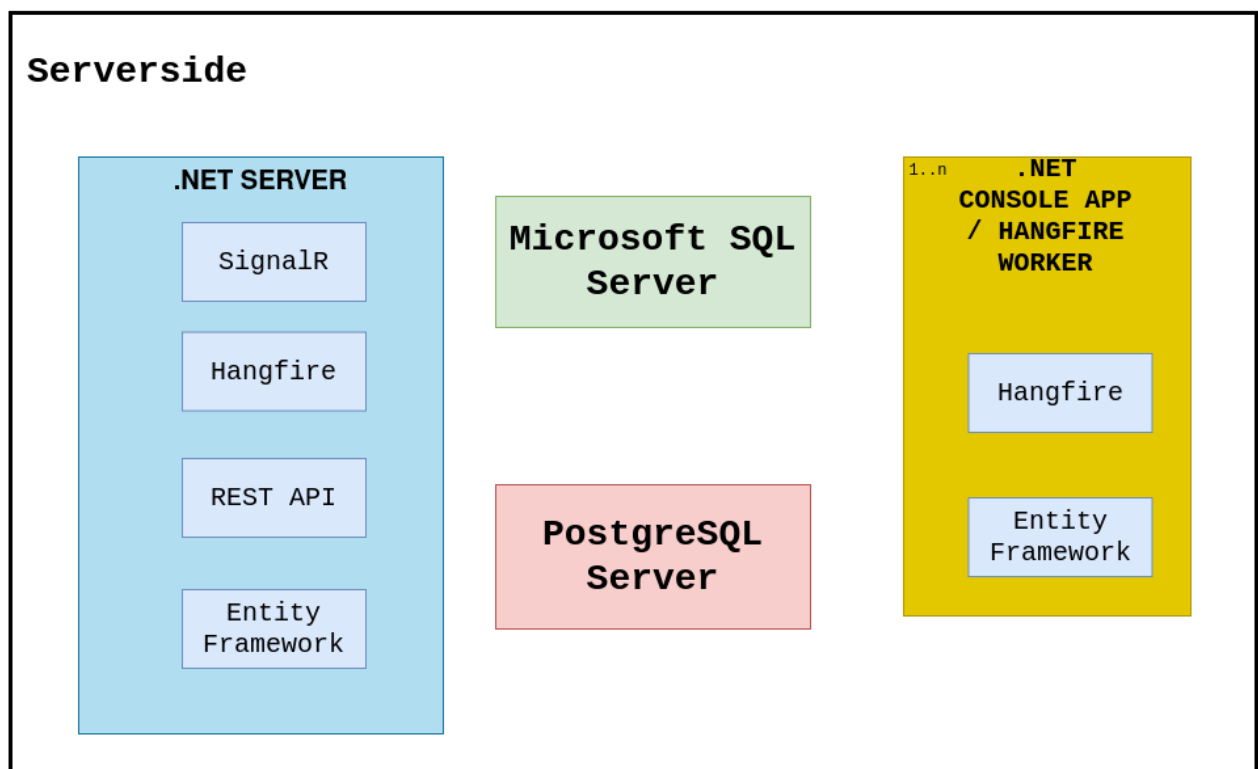 Serverside
.NET SERVER
SignalR
Hangfire
REST API
Entity
Framework
Microsoft SQL
Server
PostgreSQL
Server
1..n
.NET
CONSOLE APP
/ HANGFIRE
WORKER
Hangfire
Entity
Framework